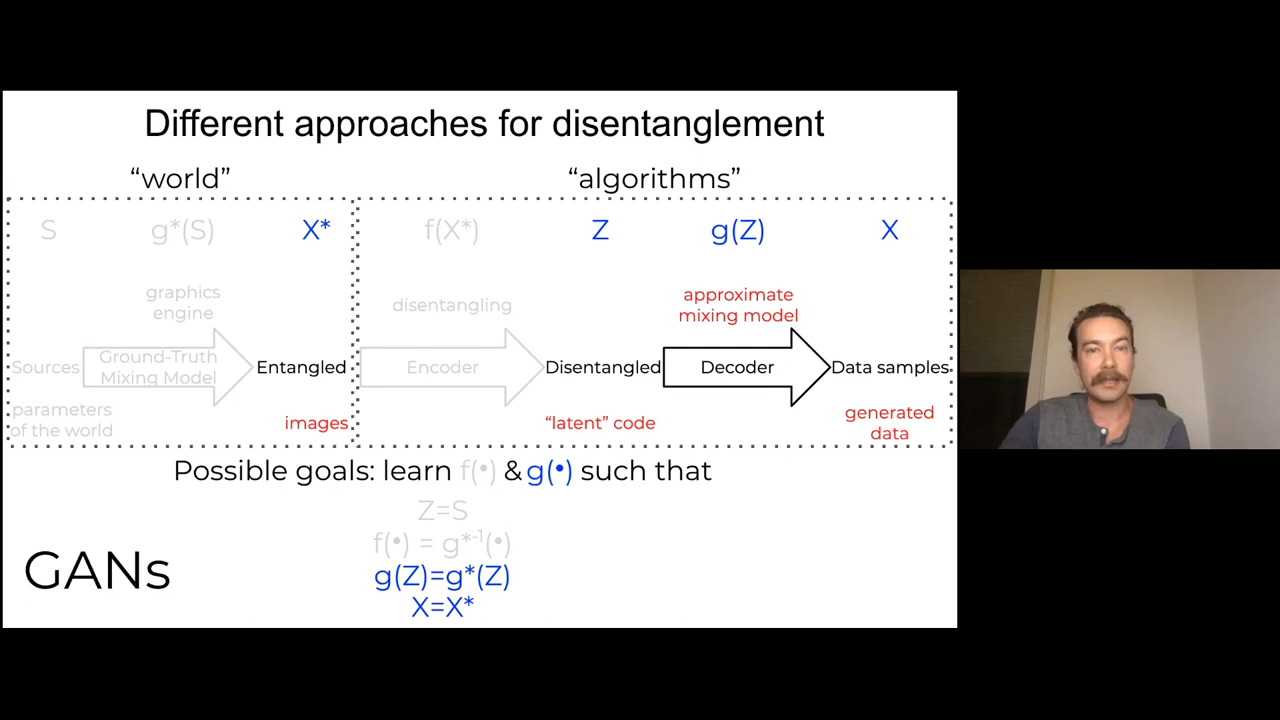 Different approaches for disentanglement
“world” “algorithms”
S g*(S) X* f(X*) Z g(Z) X
graphics
engine
disentangling
approximate
mixing model
Sources Ground-Truth
Mixing Model Entangled Encoder Disentangled Decoder Data samples
parameters
of the world
images “latent” code generated
data
Possible goals: learn f(•) & g(•) such that
Z=S
f(•) = g*⁻¹(•)
g(Z)=g*(Z)
X=X*
GANs